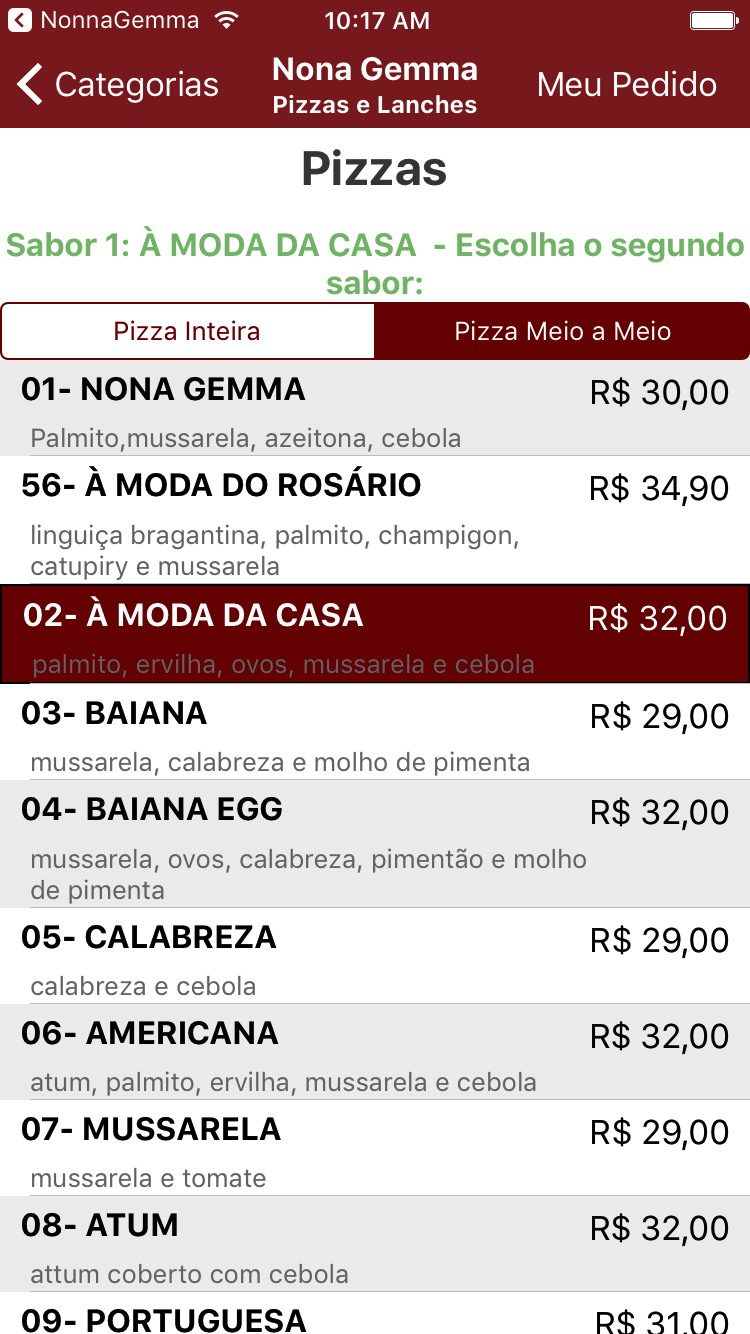 NonnaGemma 10:17 AM
Categorias Nona Gemma Meu Pedido
Pizzas e Lanches
Pizzas
Sabor 1: À MODA DA CASA  - Escolha o segundo
sabor:
Pizza Inteira Pizza Meio a Meio
01- NONA GEMMA R$ 30,00
Palmito,mussarela, azeitona, cebola
56- À MODA DO ROSÁRIO R$ 34,90
linguiça bragantina, palmito, champigon,
catupiry e mussarela
02- À MODA DA CASA R$ 32,00
palmito, ervilha, ovos, mussarela e cebola
03- BAIANA R$ 29,00
mussarela, calabreza e molho de pimenta
04- BAIANA EGG R$ 32,00
mussarela, ovos, calabreza, pimentão e molho
de pimenta
05- CALABREZA R$ 29,00
calabreza e cebola
06- AMERICANA R$ 32,00
atum, palmito, ervilha, mussarela e cebola
07- MUSSARELA R$ 29,00
mussarela e tomate
08- ATUM R$ 32,00
attum coberto com cebola
09- PORTUGUESA R$ 31,00